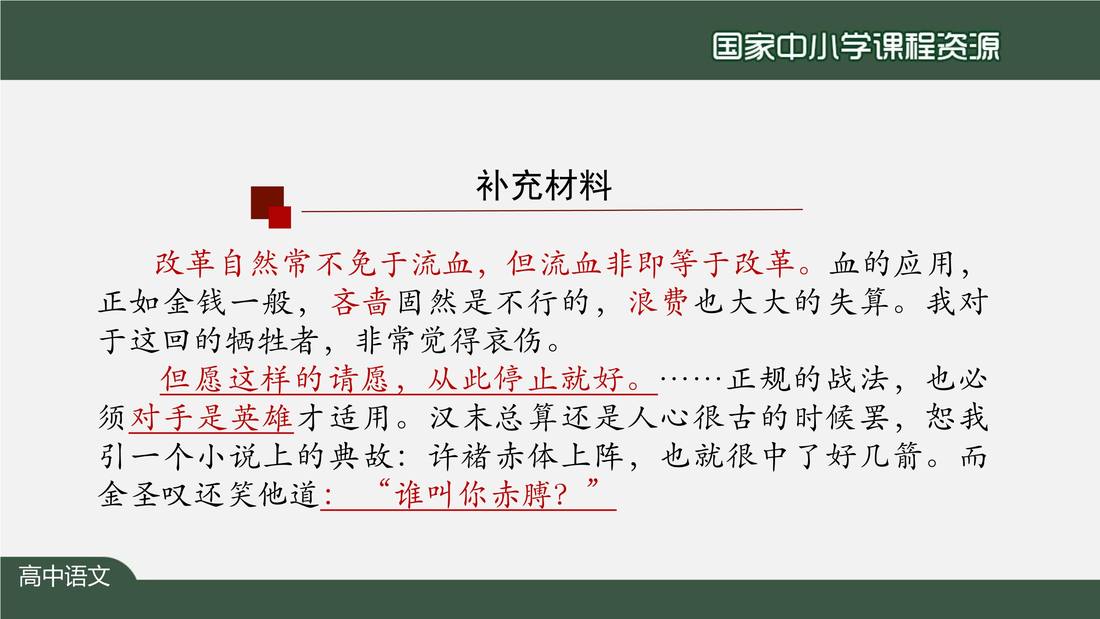 国家中小学课程资源
补充材料
改革自然常不免于流血，但流血非即等于改革。血的应用，
正如金钱一般，吝啬固然是不行的，浪费也大大的失算。我对
于这回的牺牲者，非常觉得哀伤。
但愿这样的请愿，从此停止就好。……正规的战法，也必
须对手是英雄才适用。汉末总算还是人心很古的时候罢，恕我
引一个小说上的典故：许褚赤体上阵，也就很中了好几箭。而
金圣叹还笑他道：“谁叫你赤膊？”
高中语文